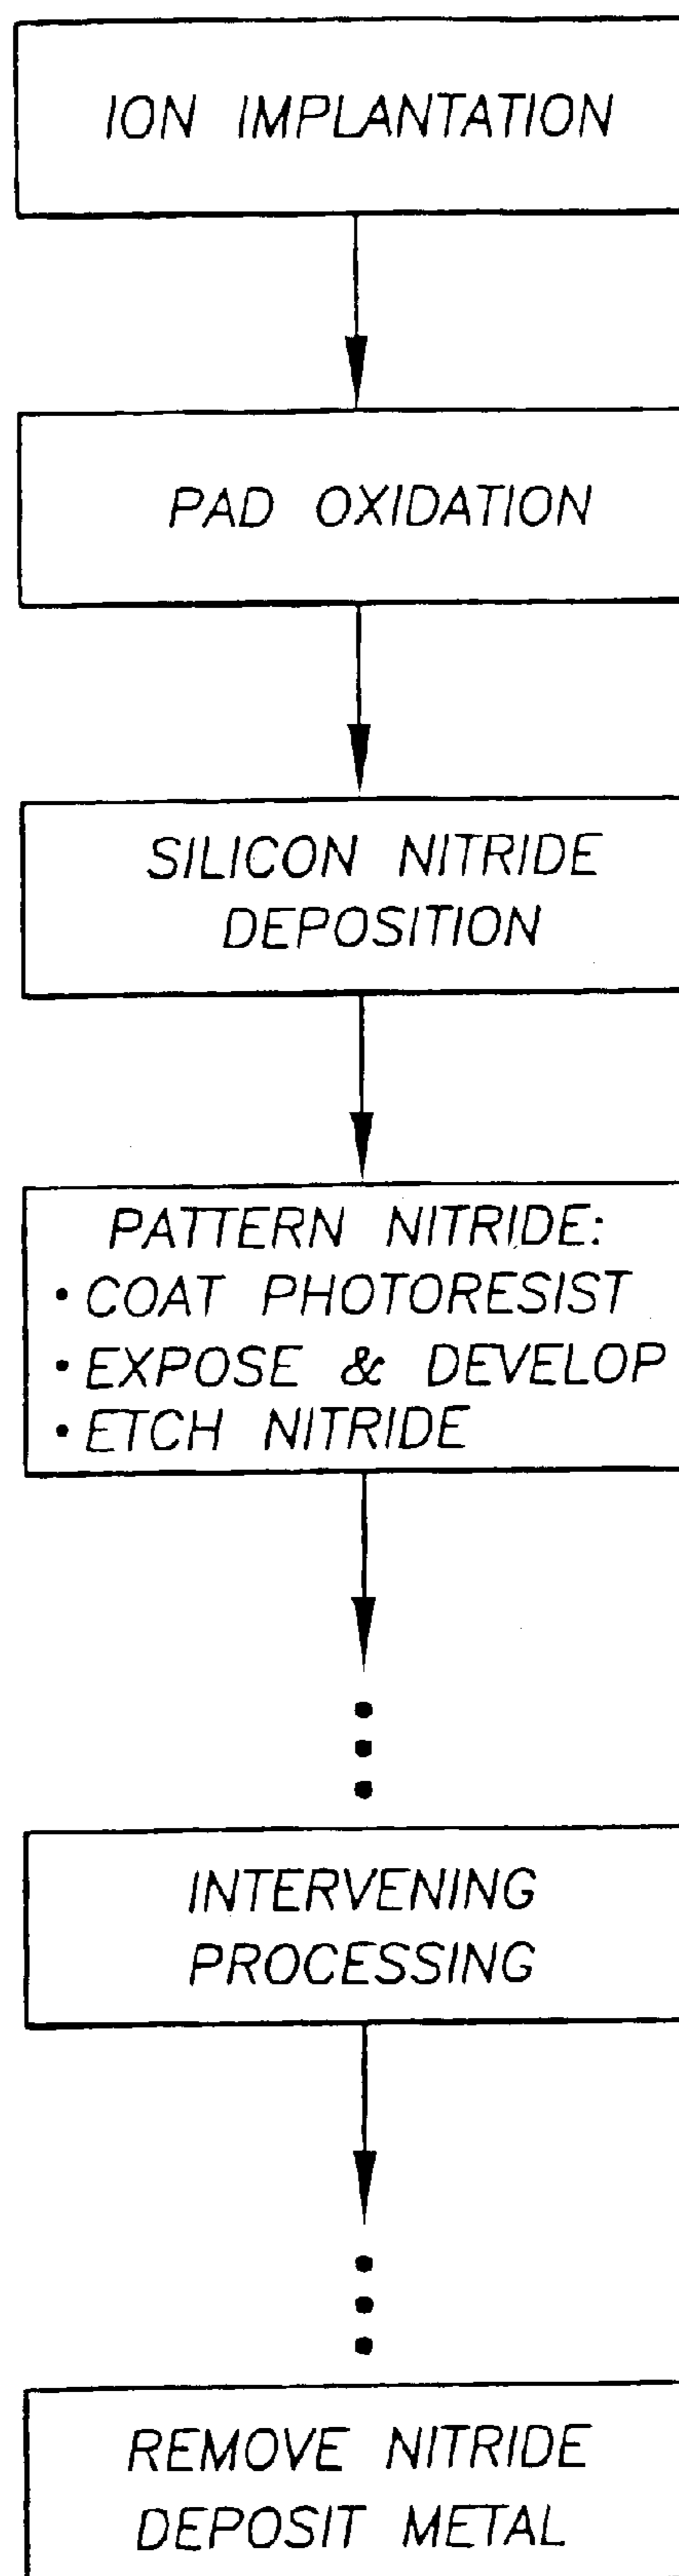 ION IMPLANTATION
PAD OXIDATION
SILICON NITRIDE
DEPOSITION
PATTERN NITRIDE:
• COAT PHOTORESIST
• EXPOSE & DEVELOP
• ETCH NITRIDE
INTERVENING
PROCESSING
REMOVE NITRIDE
DEPOSIT METAL